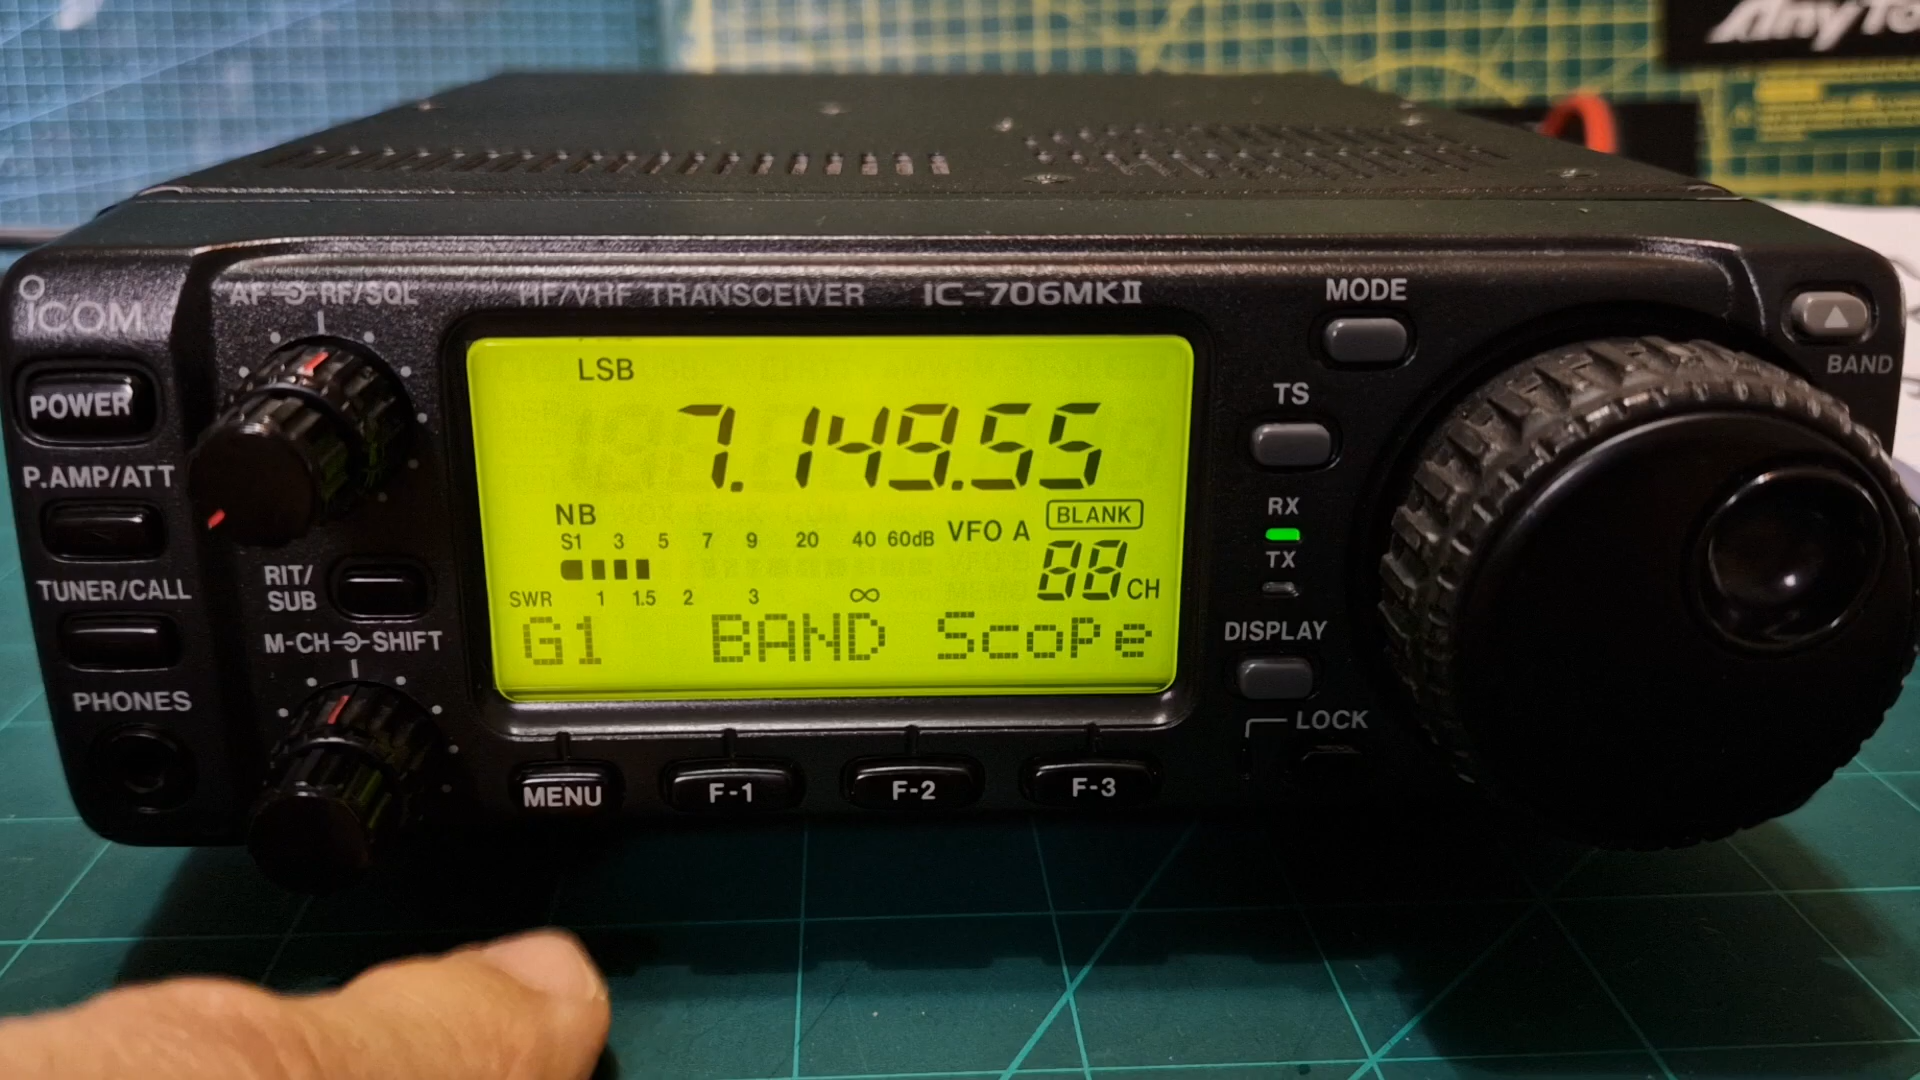 AnyTo
ICOM
AF RF/SQL
HF/VHF TRANSCEIVER IC-706MKII
MODE
BAND
POWER
LSB
7.149.55
TS
P.AMP/ATT
NB
VFO A
BLANK
RX
S1 3 5 7 9 20 40 60dB
88 CH
TX
TUNER/CALL
RIT/
SUB
SWR 1 1.5 2 3 ∞
G1 BAND Scope
DISPLAY
M-CH SHIFT
PHONES
LOCK
MENU
F-1
F-2
F-3